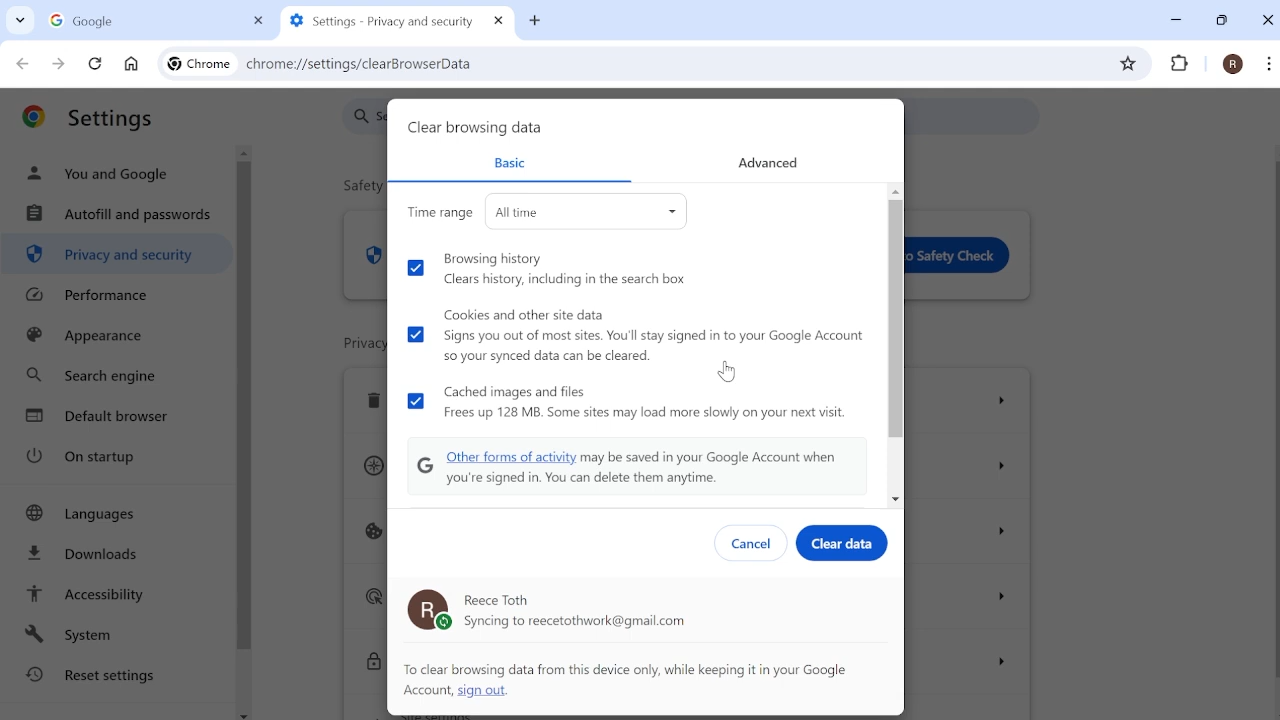 Google
Settings - Privacy and security
Chrome
chrome://settings/clearBrowserData
R
Settings
You and Google
Autofill and passwords
Privacy and security
Performance
Appearance
Search engine
Default browser
On startup
Languages
Downloads
Accessibility
System
Reset settings
Safety
to Safety Check
Privacy
Clear browsing data
Basic
Advanced
Time range
All time
Browsing history
Clears history, including in the search box
Cookies and other site data
Signs you out of most sites. You'll stay signed in to your Google Account
so your synced data can be cleared.
Cached images and files
Frees up 128 MB. Some sites may load more slowly on your next visit.
G
Other forms of activity may be saved in your Google Account when
you're signed in. You can delete them anytime.
Cancel
Clear data
R
Reece Toth
Syncing to reecetothwork@gmail.com
To clear browsing data from this device only, while keeping it in your Google
Account, sign out.